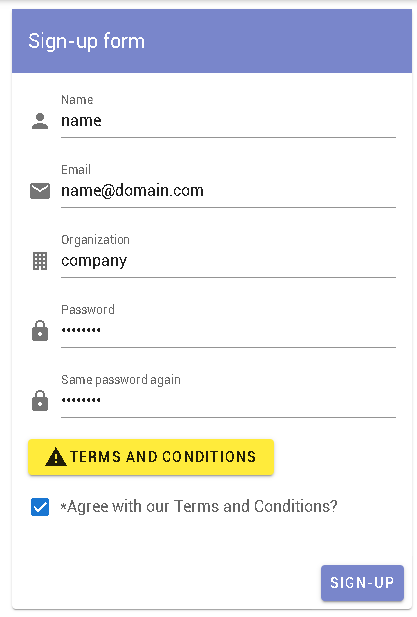 Sign-up form
Name
name
Email
name@domain.com
Organization
company
Password
••••••••
Same password again
••••••••
TERMS AND CONDITIONS
*Agree with our Terms and Conditions?
SIGN-UP